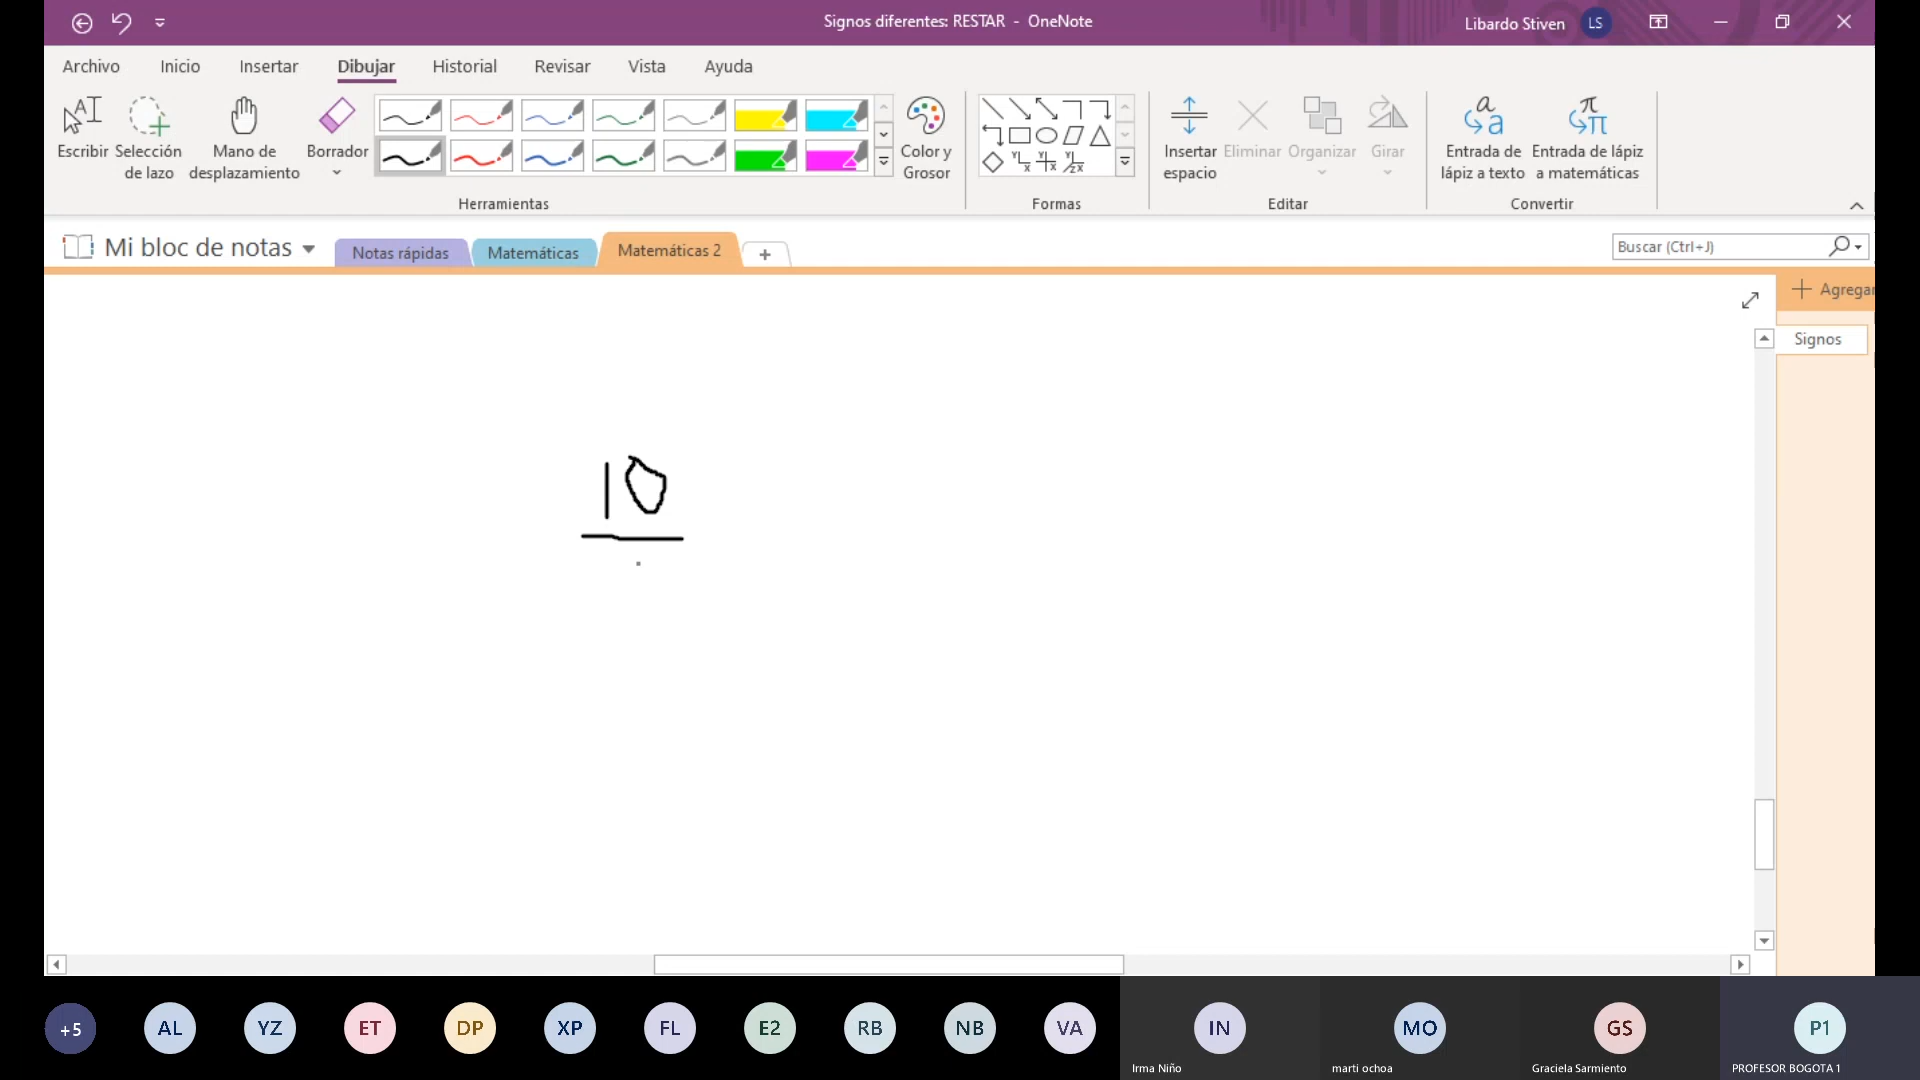 Signos diferentes: RESTAR - OneNote
Libardo Stiven LS
Archivo Inicio Insertar Dibujar Historial Revisar Vista Ayuda
Escribir
Selección de lazo
Mano de desplazamiento
Borrador
Color y Grosor
Insertar espacio
Eliminar
Organizar
Girar
Entrada de lápiz a texto
Entrada de lápiz a matemáticas
Herramientas Formas Editar Convertir
Mi bloc de notas Notas rápidas Matemáticas Matemáticas 2 Buscar (Ctrl+J)
Agregar
Signos
10
+5 AL YZ ET DP XP FL E2 RB NB VA IN MO GS P1
Irma Niño marti ochoa Graciela Sarmiento PROFESOR BOGOTA 1